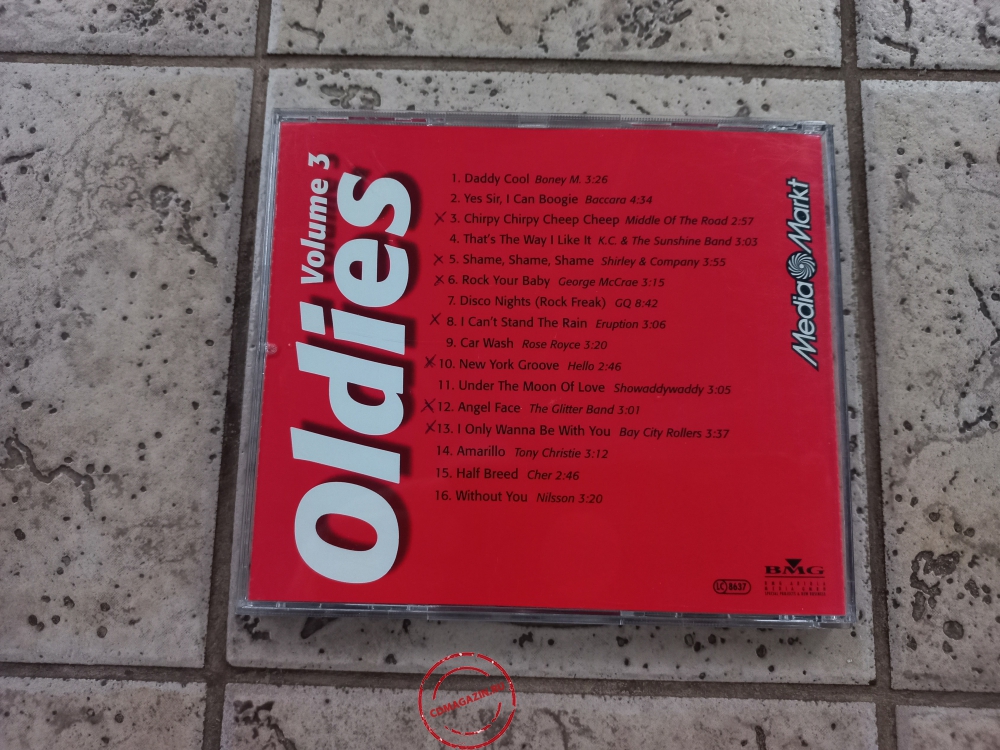 Oldies Volume 3
1. Daddy Cool Boney M. 3:26
2. Yes Sir, I Can Boogie Baccara 4:34
3. Chirpy Chirpy Cheep Cheep Middle Of The Road 2:57
4. That's The Way I Like It K.C. & The Sunshine Band 3:03
5. Shame, Shame, Shame Shirley & Company 3:55
6. Rock Your Baby George McCrae 3:15
7. Disco Nights (Rock Freak) GQ 8:42
8. I Can't Stand The Rain Eruption 3:06
9. Car Wash Rose Royce 3:20
10. New York Groove Hello 2:46
11. Under The Moon Of Love Showaddywaddy 3:05
12. Angel Face The Glitter Band 3:01
13. I Only Wanna Be With You Bay City Rollers 3:37
14. Amarillo Tony Christie 3:12
15. Half Breed Cher 2:46
16. Without You Nilsson 3:20
Media Markt
LC 8637
BMG